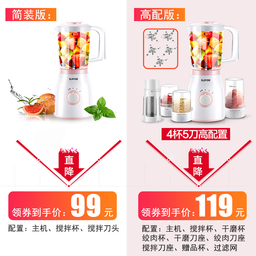 简装版：
高配版：
4杯5刀高配置
直降
直降
领券到手价：99元
领券到手价：119元
配置：主机、搅拌杯、搅拌刀头
配置：主机、搅拌杯、干磨杯
绞肉杯、干磨刀座、绞肉刀座
搅拌刀座、赠品杯、过滤网